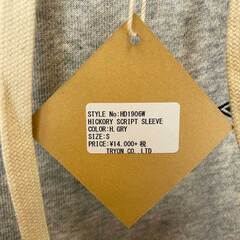 STYLE No:HD1906W
HICKORY SCRIPT SLEEVE
COLOR:H.GRY
SIZE:S
PRICE:¥14,000+税
TRYON CO.,LTD